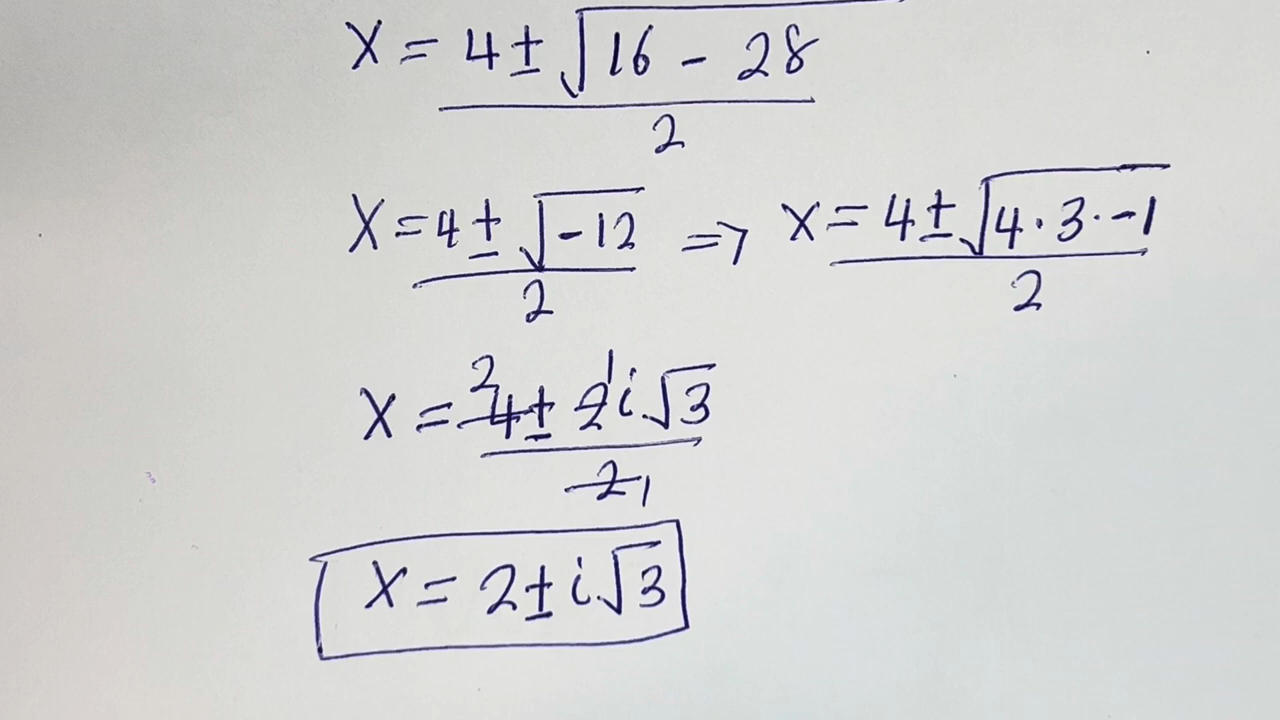 X = 4 ± √16 - 28 / 2
X = 4 ± √-12 / 2 => X = 4 ± √4 · 3 · -1 / 2
X = 4 2 ± 2 1 i √3 / 2 1
X = 2 ± i √3